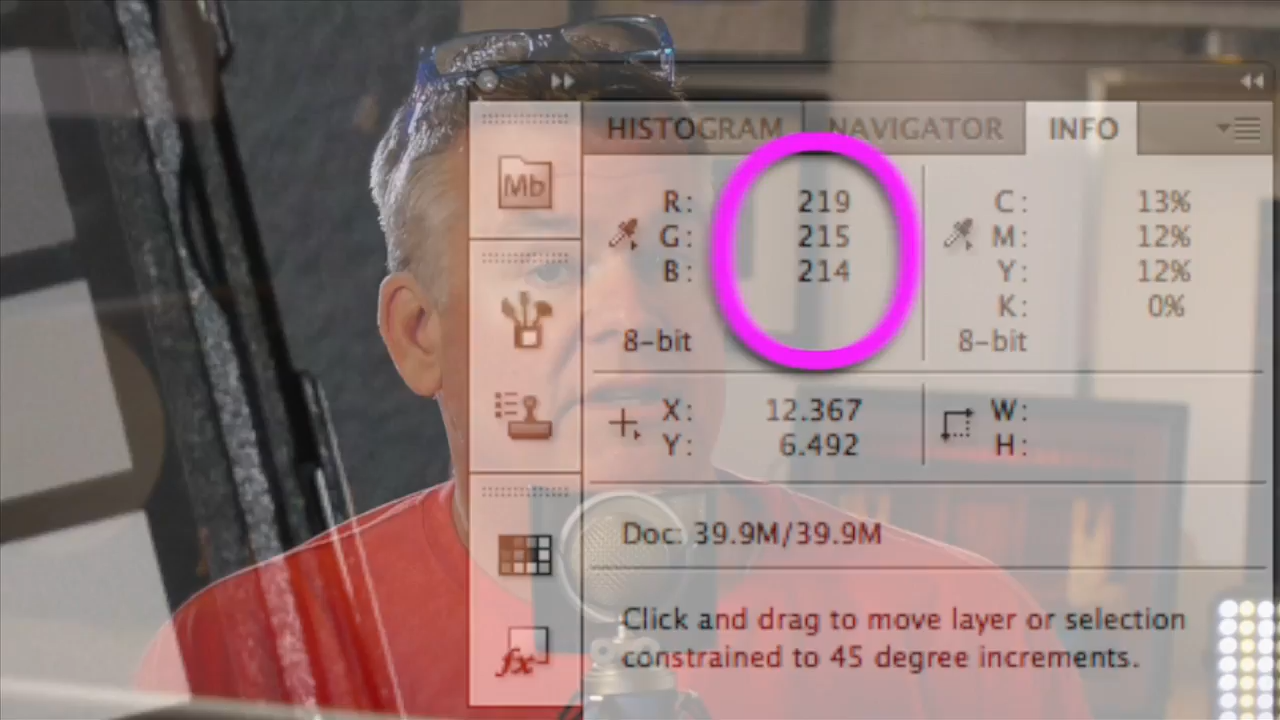 HISTOGRAM NAVIGATOR INFO
Mb
R: 219 C: 13%
G: 215 M: 12%
B: 214 Y: 12%
K: 0%
8-bit 8-bit
X: 12.367 W:
Y: 6.492 H:
Doc: 39.9M/39.9M
fx
Click and drag to move layer or selection
constrained to 45 degree increments.